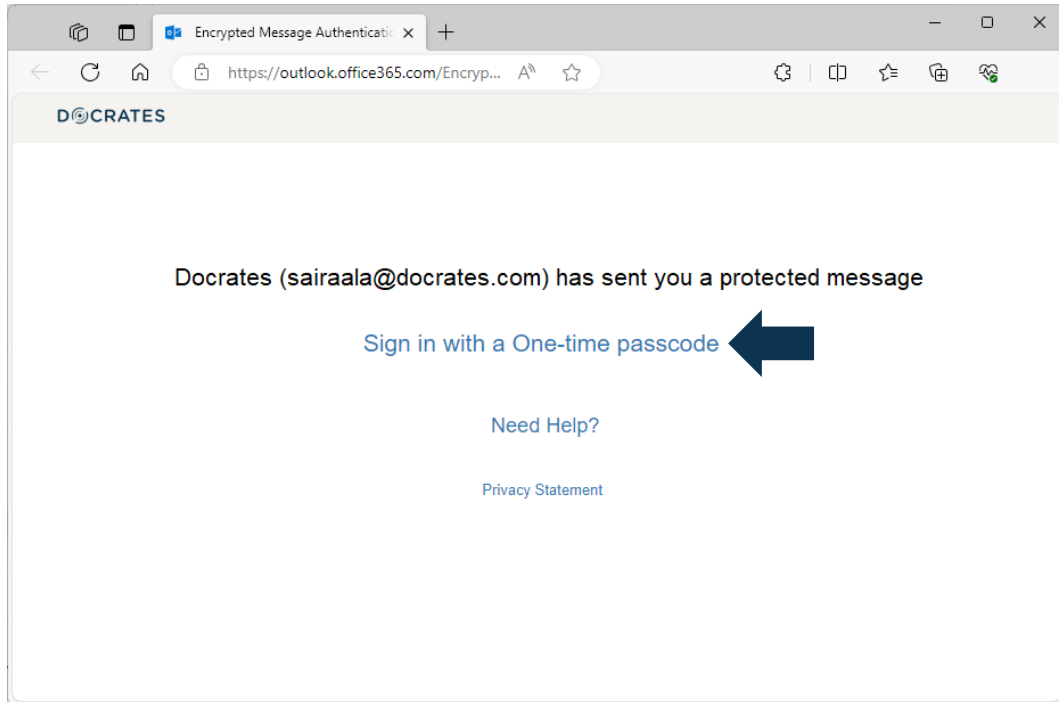 Encrypted Message Authenticatic
https://outlook.office365.com/Encryp...
DOCRATES
Docrates (sairaala@docrates.com) has sent you a protected message
Sign in with a One-time passcode
Need Help?
Privacy Statement